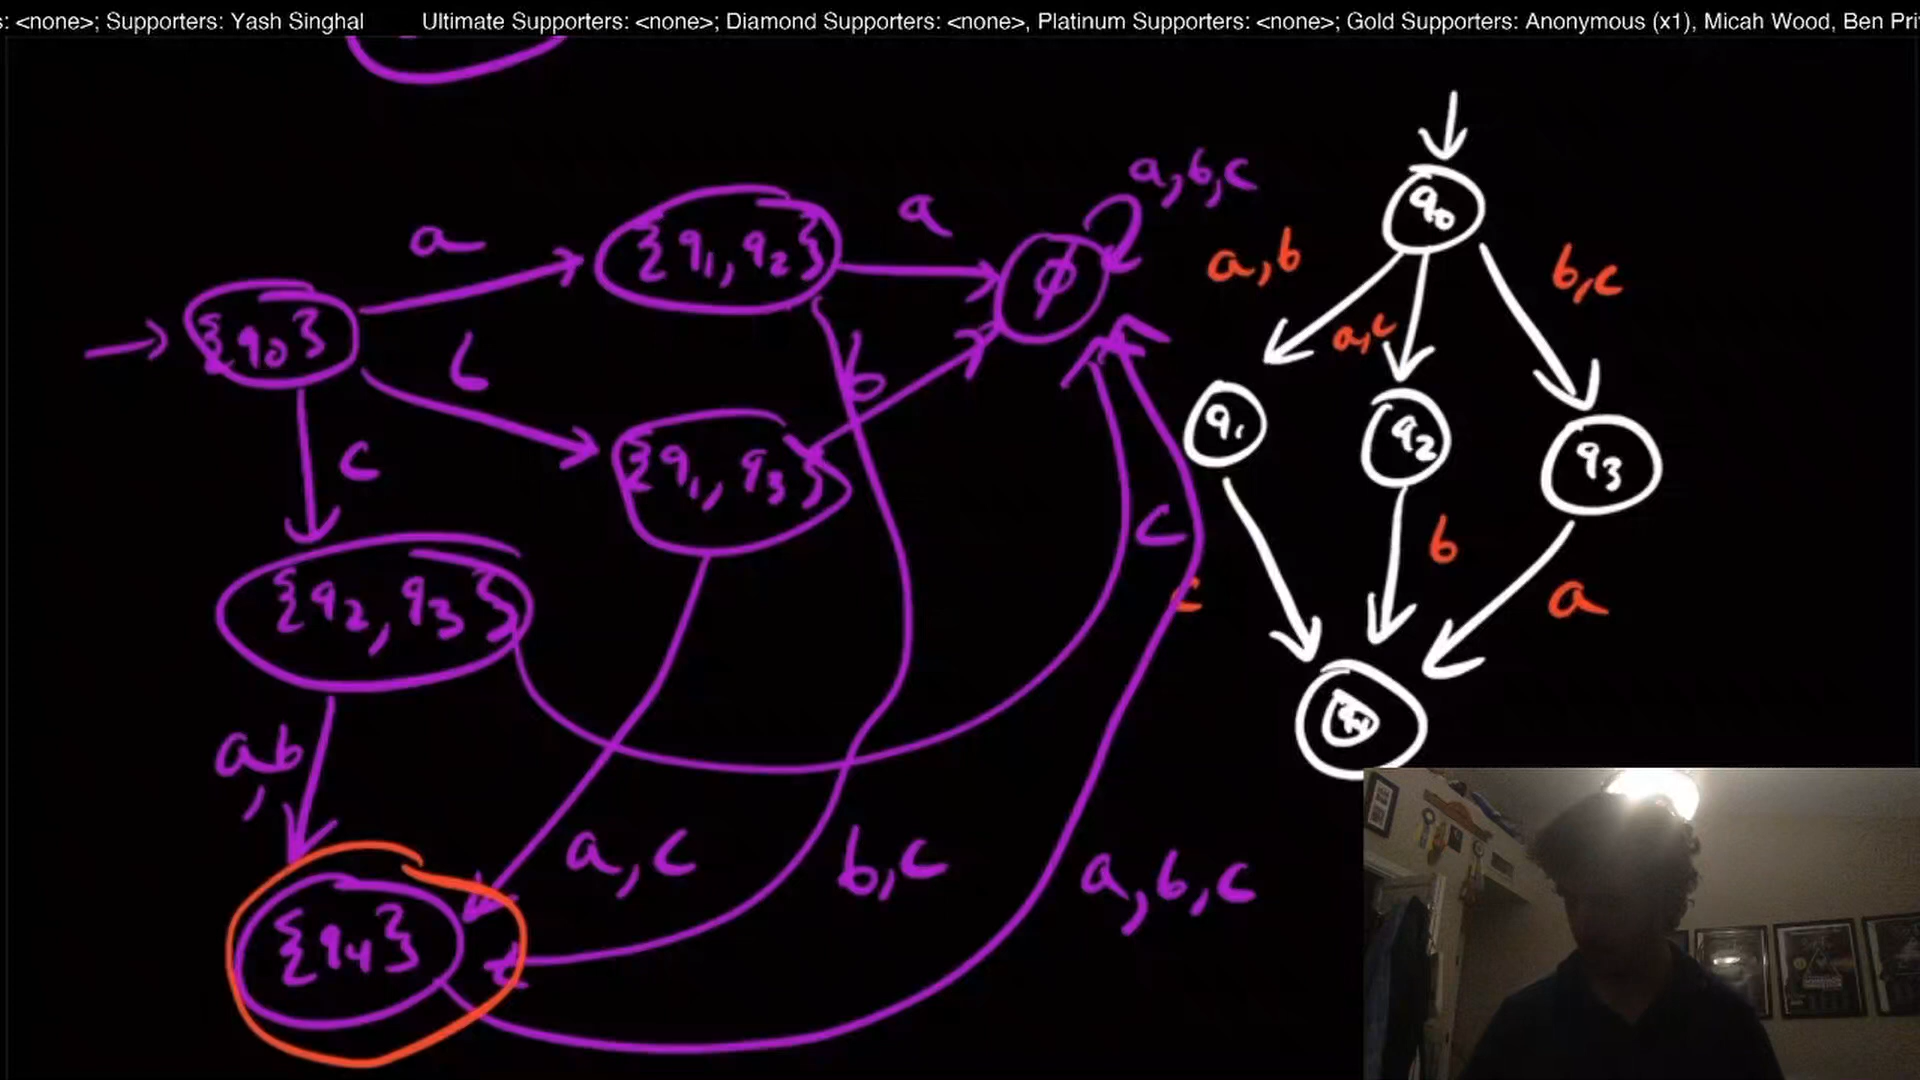 s: <none>; Supporters: Yash Singhal Ultimate Supporters: <none>; Diamond Supporters: <none>, Platinum Supporters: <none>; Gold Supporters: Anonymous (x1), Micah Wood, Ben Pri
a,b,c
a
a
{q1,q2}
ϕ
q0
{q0}
a,b
b,c
a,c
b
b
{q1,q3}
q1
q2
q3
c
c
b
c
a
{q2,q3}
a,b
q4
a,c
b,c
a,b,c
{q4}